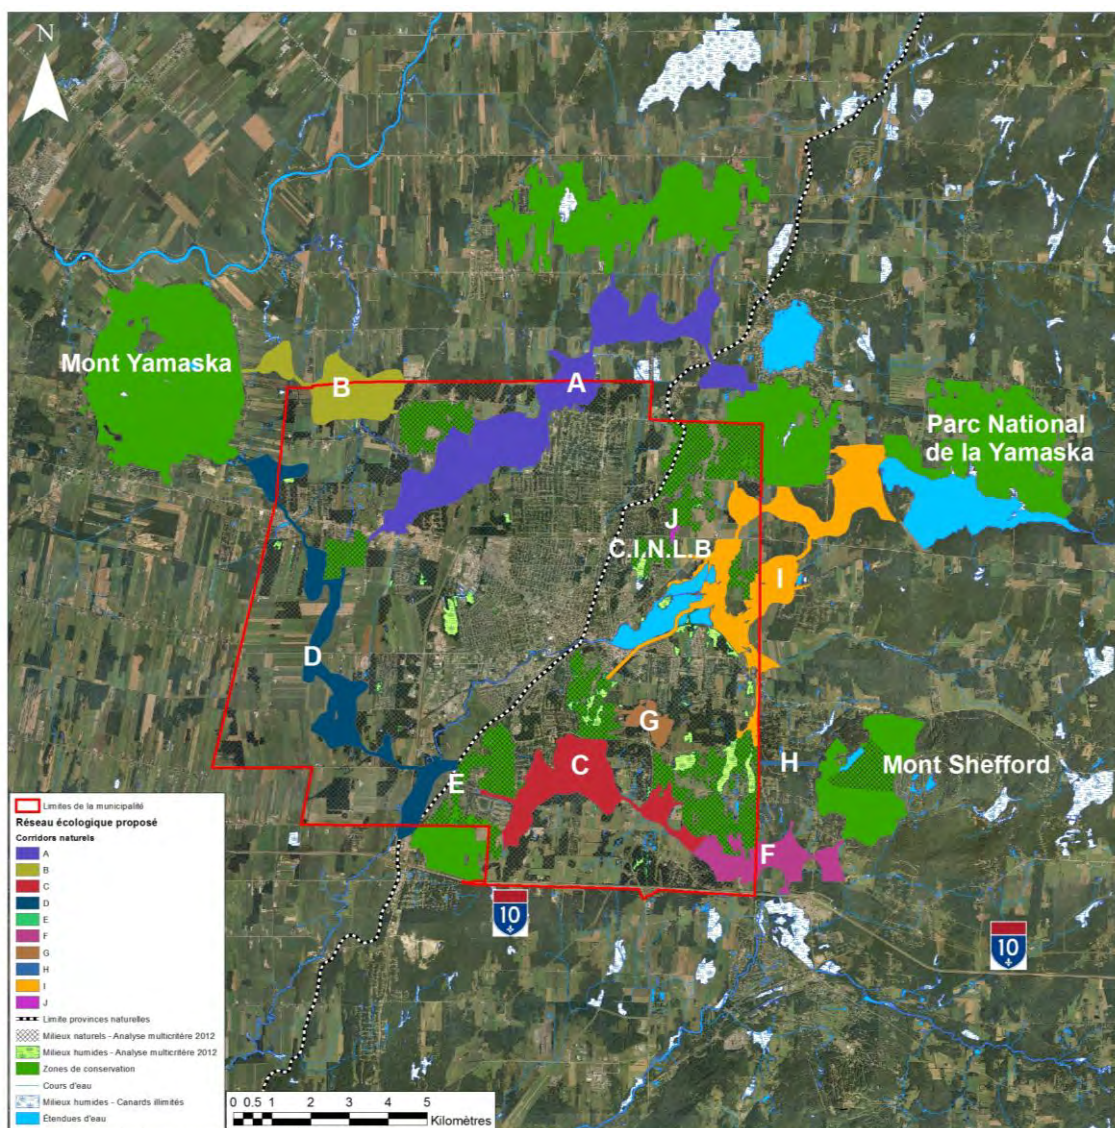 N
Mont Yamaska
B
A
Parc National
de la Yamaska
J
C.I.N.L.B
I
D
G
C
H
Mont Shefford
E
F
10
10
Limites de la municipalité
Réseau écologique proposé
Corridors naturels
A
B
C
D
E
F
G
H
I
J
Limite provinces naturelles
Milieux naturels - Analyse multicritère 2012
Milieux humides - Analyse multicritère 2012
Zones de conservation
Cours d'eau
Milieux humides - Canards illimités
Étendues d'eau
0 0.5 1 2 3 4 5
Kilomètres